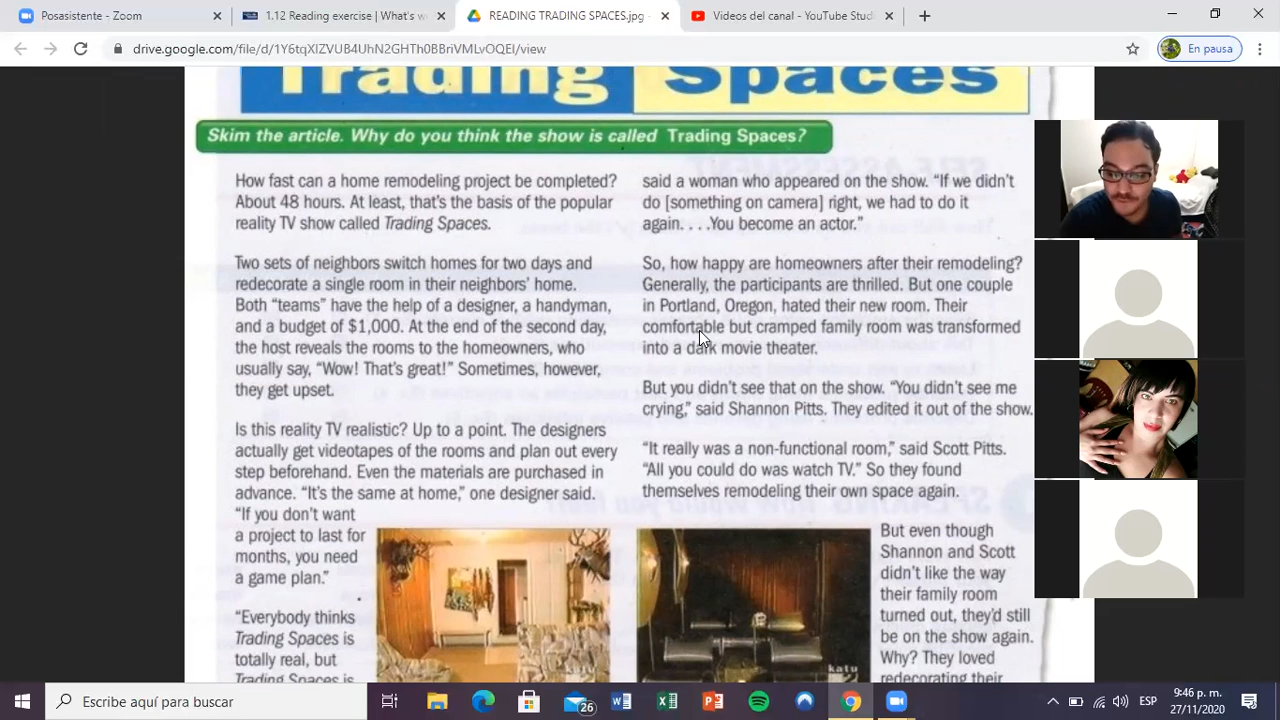 Posasistente - Zoom
1.12 Reading exercise | What's w
READING TRADING SPACES.jpg -
Videos del canal - YouTube Stud
drive.google.com/file/d/1Y6tqXlZVUB4UhN2GHTh0BBriVMLvOQEI/view
En pausa
Trading Spaces
Skim the article. Why do you think the show is called Trading Spaces?
How fast can a home remodeling project be completed?
About 48 hours. At least, that's the basis of the popular
reality TV show called Trading Spaces.
Two sets of neighbors switch homes for two days and
redecorate a single room in their neighbors' home.
Both "teams" have the help of a designer, a handyman,
and a budget of $1,000. At the end of the second day,
the host reveals the rooms to the homeowners, who
usually say, "Wow! That's great!" Sometimes, however,
they get upset.
Is this reality TV realistic? Up to a point. The designers
actually get videotapes of the rooms and plan out every
step beforehand. Even the materials are purchased in
advance. "It's the same at home," one designer said.
"If you don't want
a project to last for
months, you need
a game plan."
"Everybody thinks
Trading Spaces is
totally real, but
Trading Spaces is
said a woman who appeared on the show. "If we didn't
do [something on camera] right, we had to do it
again. . . .You become an actor."
So, how happy are homeowners after their remodeling?
Generally, the participants are thrilled. But one couple
in Portland, Oregon, hated their new room. Their
comfortable but cramped family room was transformed
into a dark movie theater.
But you didn't see that on the show. "You didn't see me
crying," said Shannon Pitts. They edited it out of the show.
"It really was a non-functional room," said Scott Pitts.
"All you could do was watch TV." So they found
themselves remodeling their own space again.
But even though
Shannon and Scott
didn't like the way
their family room
turned out, they'd still
be on the show again.
Why? They loved
redecorating their
katu
katu
Escribe aquí para buscar
26
ESP
9:46 p. m.
27/11/2020